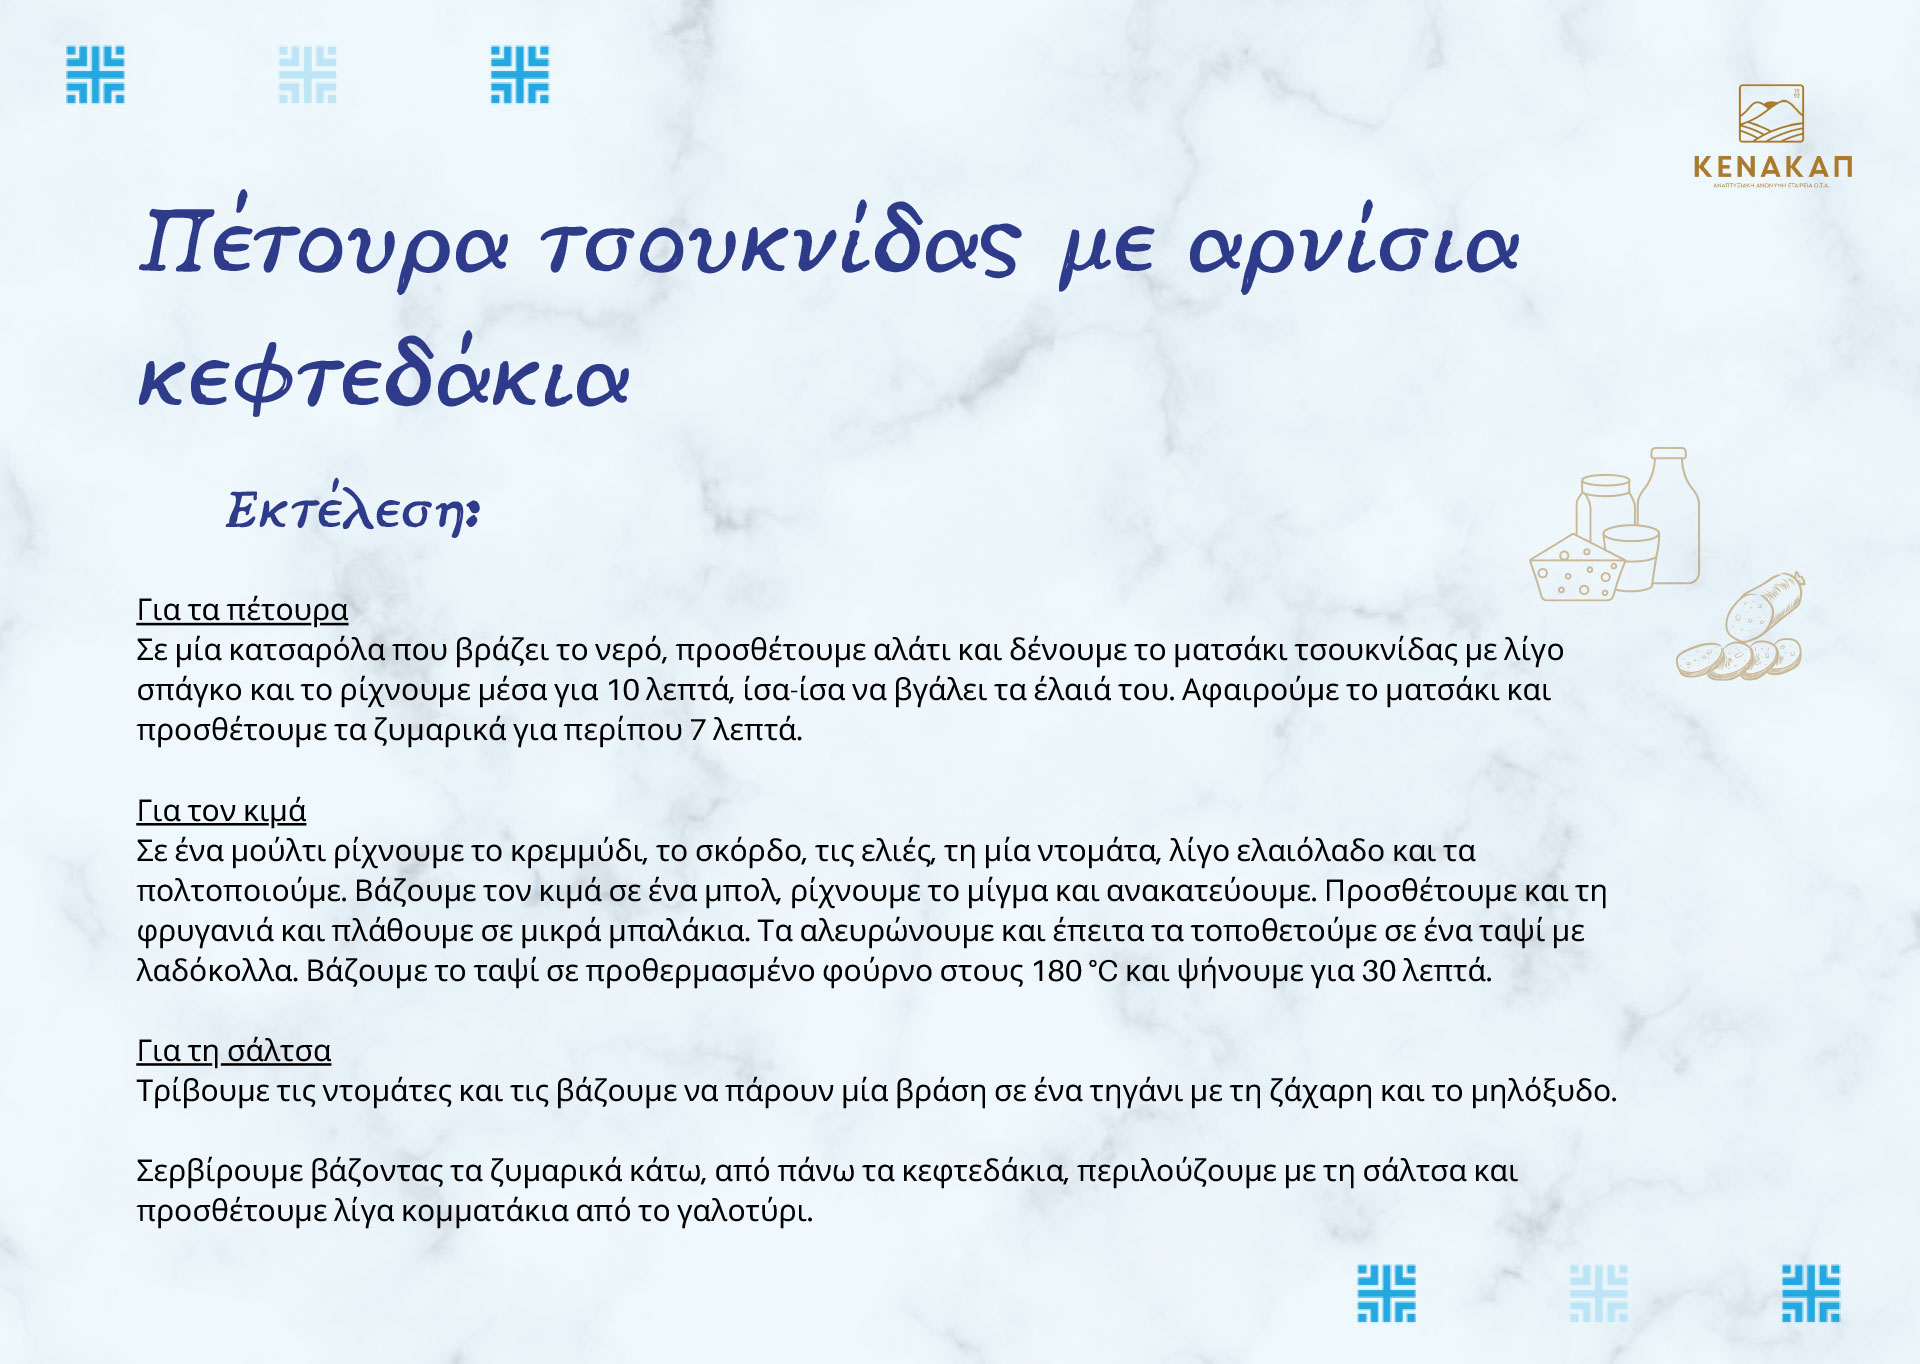 ΚΕΝΑΚΑΠ
ΑΝΑΠΤΥΞΙΑΚΗ ΑΝΩΝΥΜΗ ΕΤΑΙΡΕΙΑ Ο.Τ.Α.
Πέτουρα τσουκνίδας με αρνίσια
κεφτεδάκια
Εκτέλεση:
Για τα πέτουρα
Σε μία κατσαρόλα που βράζει το νερό, προσθέτουμε αλάτι και δένουμε το ματσάκι τσουκνίδας με λίγο
σπάγκο και το ρίχνουμε μέσα για 10 λεπτά, ίσα-ίσα να βγάλει τα έλαιά του. Αφαιρούμε το ματσάκι και
προσθέτουμε τα ζυμαρικά για περίπου 7 λεπτά.
Για τον κιμά
Σε ένα μούλτι ρίχνουμε το κρεμμύδι, το σκόρδο, τις ελιές, τη μία ντομάτα, λίγο ελαιόλαδο και τα
πολτοποιούμε. Βάζουμε τον κιμά σε ένα μπολ, ρίχνουμε το μίγμα και ανακατεύουμε. Προσθέτουμε και τη
φρυγανιά και πλάθουμε σε μικρά μπαλάκια. Τα αλευρώνουμε και έπειτα τα τοποθετούμε σε ένα ταψί με
λαδόκολλα. Βάζουμε το ταψί σε προθερμασμένο φούρνο στους 180 °C και ψήνουμε για 30 λεπτά.
Για τη σάλτσα
Τρίβουμε τις ντομάτες και τις βάζουμε να πάρουν μία βράση σε ένα τηγάνι με τη ζάχαρη και το μηλόξυδο.
Σερβίρουμε βάζοντας τα ζυμαρικά κάτω, από πάνω τα κεφτεδάκια, περιλούζουμε με τη σάλτσα και
προσθέτουμε λίγα κομματάκια από το γαλοτύρι.